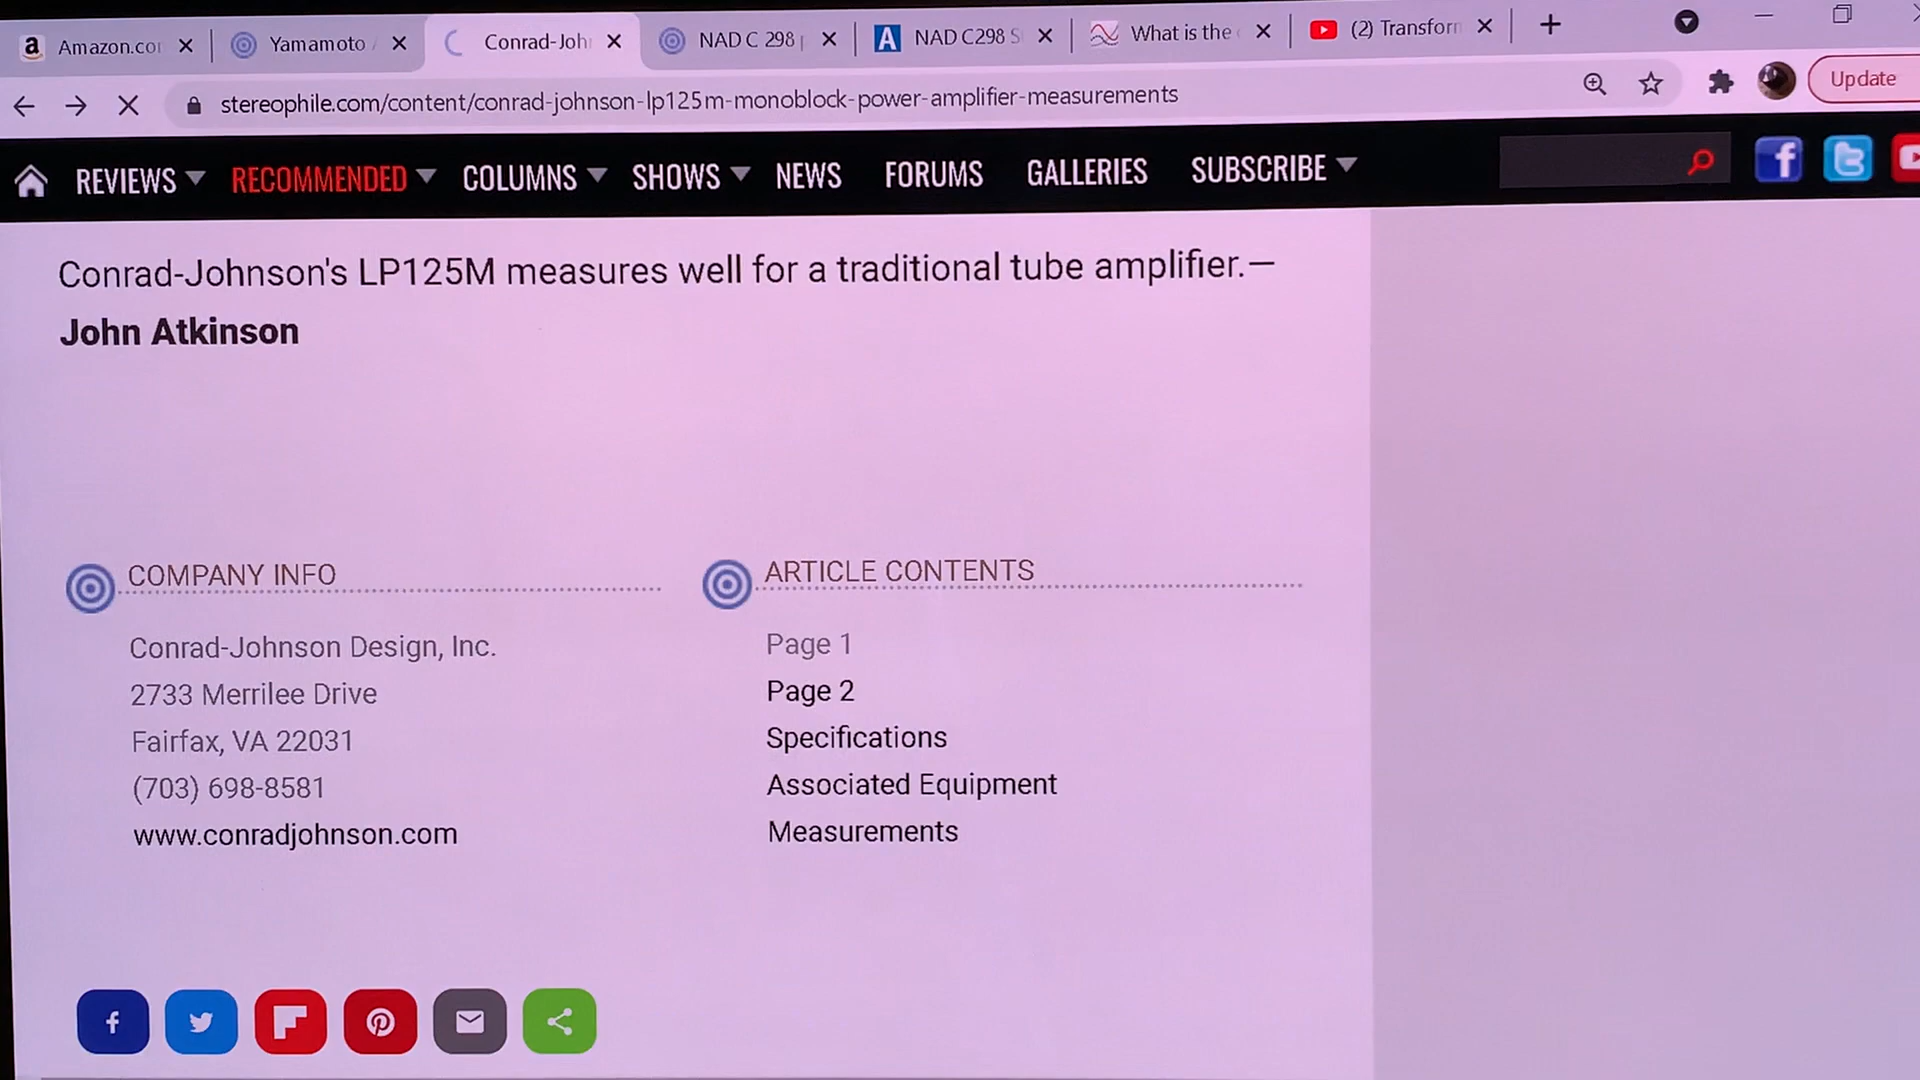 Amazon.co
Yamamoto
Conrad-Joh
NAD C 298
NAD C298 S
What is the
(2) Transforr
stereophile.com/content/conrad-johnson-lp125m-monoblock-power-amplifier-measurements
Update
REVIEWS
RECOMMENDED
COLUMNS
SHOWS
NEWS
FORUMS
GALLERIES
SUBSCRIBE
Conrad-Johnson's LP125M measures well for a traditional tube amplifier.—
John Atkinson
COMPANY INFO
Conrad-Johnson Design, Inc.
2733 Merrilee Drive
Fairfax, VA 22031
(703) 698-8581
www.conradjohnson.com
ARTICLE CONTENTS
Page 1
Page 2
Specifications
Associated Equipment
Measurements